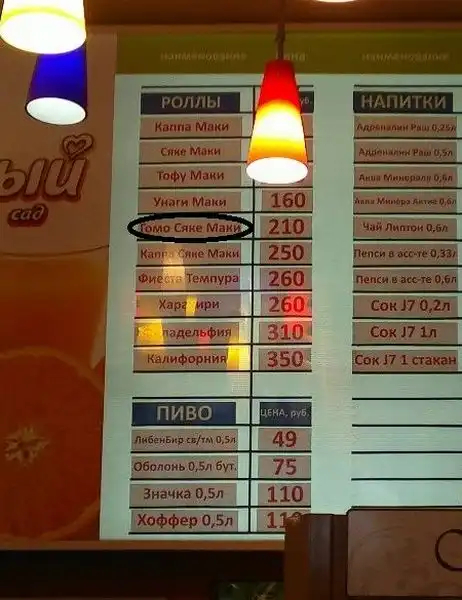 ый
сад
наименование
наименование
РОЛЛЫ
Каппа Маки
Сяке Маки
Тофу Маки
Унаги Маки 160
Гомо Сяке Маки 210
Каппа Сяке Маки 250
Фиеста Темпура 260
Харакири 260
ладельфия 310
Калифорния 350
ПИВО ЦЕНА, руб.
ЛибенБир св/тм 0,5л 49
Оболонь 0,5л бут. 75
Значка 0,5л 110
Хоффер 0,5л 110
НАПИТКИ
Адреналин Раш 0,25л
Адреналин Раш 0,5л
Аква Минерале 0,6л
Аква Минерале Актив 0,6л
Чай Липтон 0,6л
Пепси в асс-те 0,33л
Пепси в асс-те 0,6л
Сок J7 0,2л
Сок J7 1л
Сок J7 1 стакан